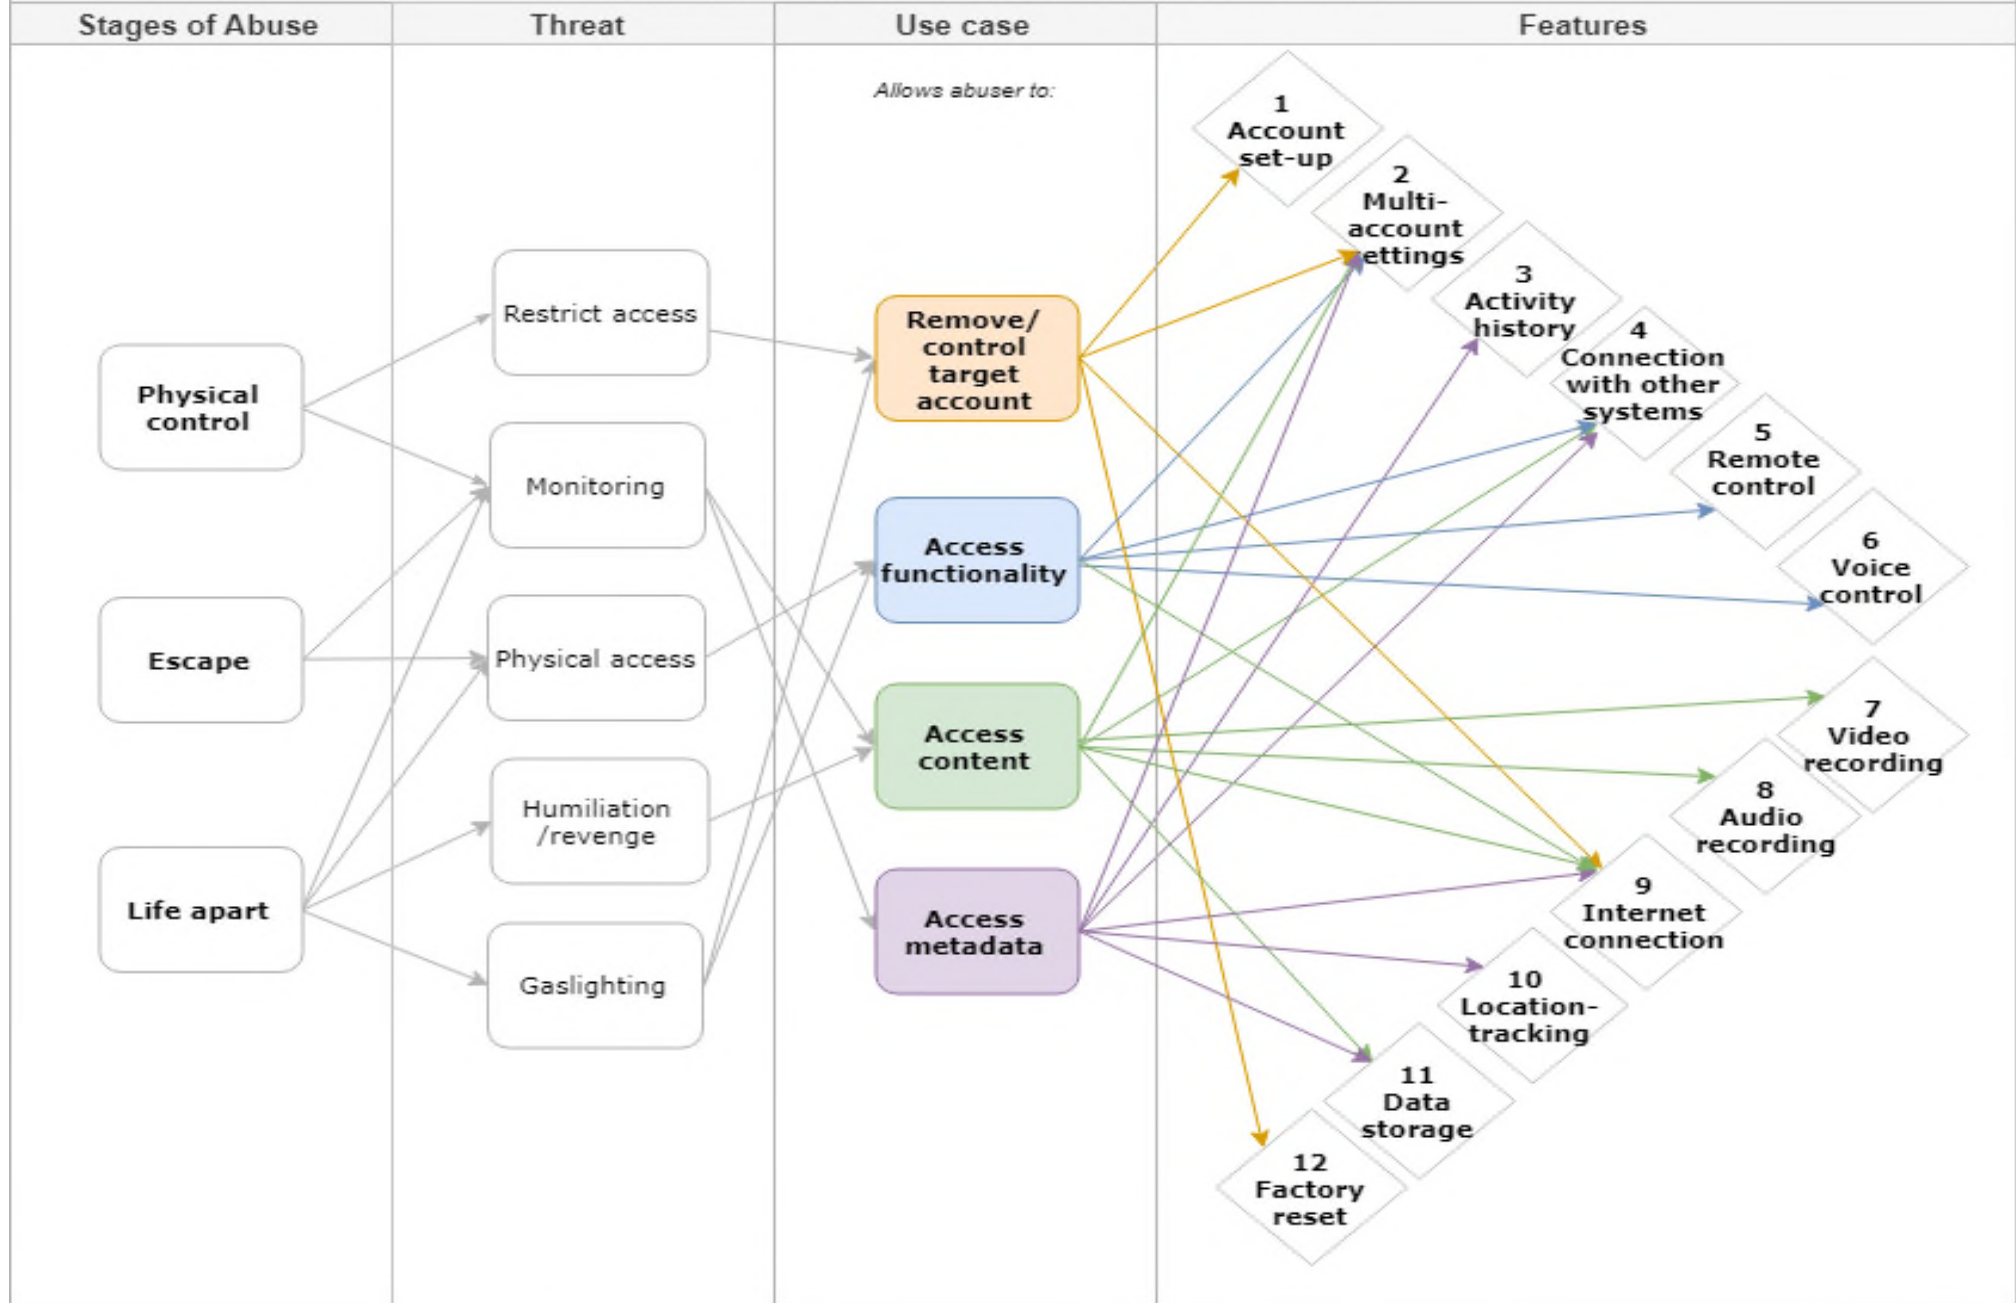 Stages of Abuse
Threat
Use case
Features
Allows abuser to:
Physical
control
Escape
Life apart
Restrict access
Monitoring
Physical access
Humiliation
/revenge
Gaslighting
Remove/
control
target
account
Access
functionality
Access
content
Access
metadata
1
Account
set-up
2
Multi-
account
settings
3
Activity
history
4
Connection
with other
systems
5
Remote
control
6
Voice
control
7
Video
recording
8
Audio
recording
9
Internet
connection
10
Location-
tracking
11
Data
storage
12
Factory
reset